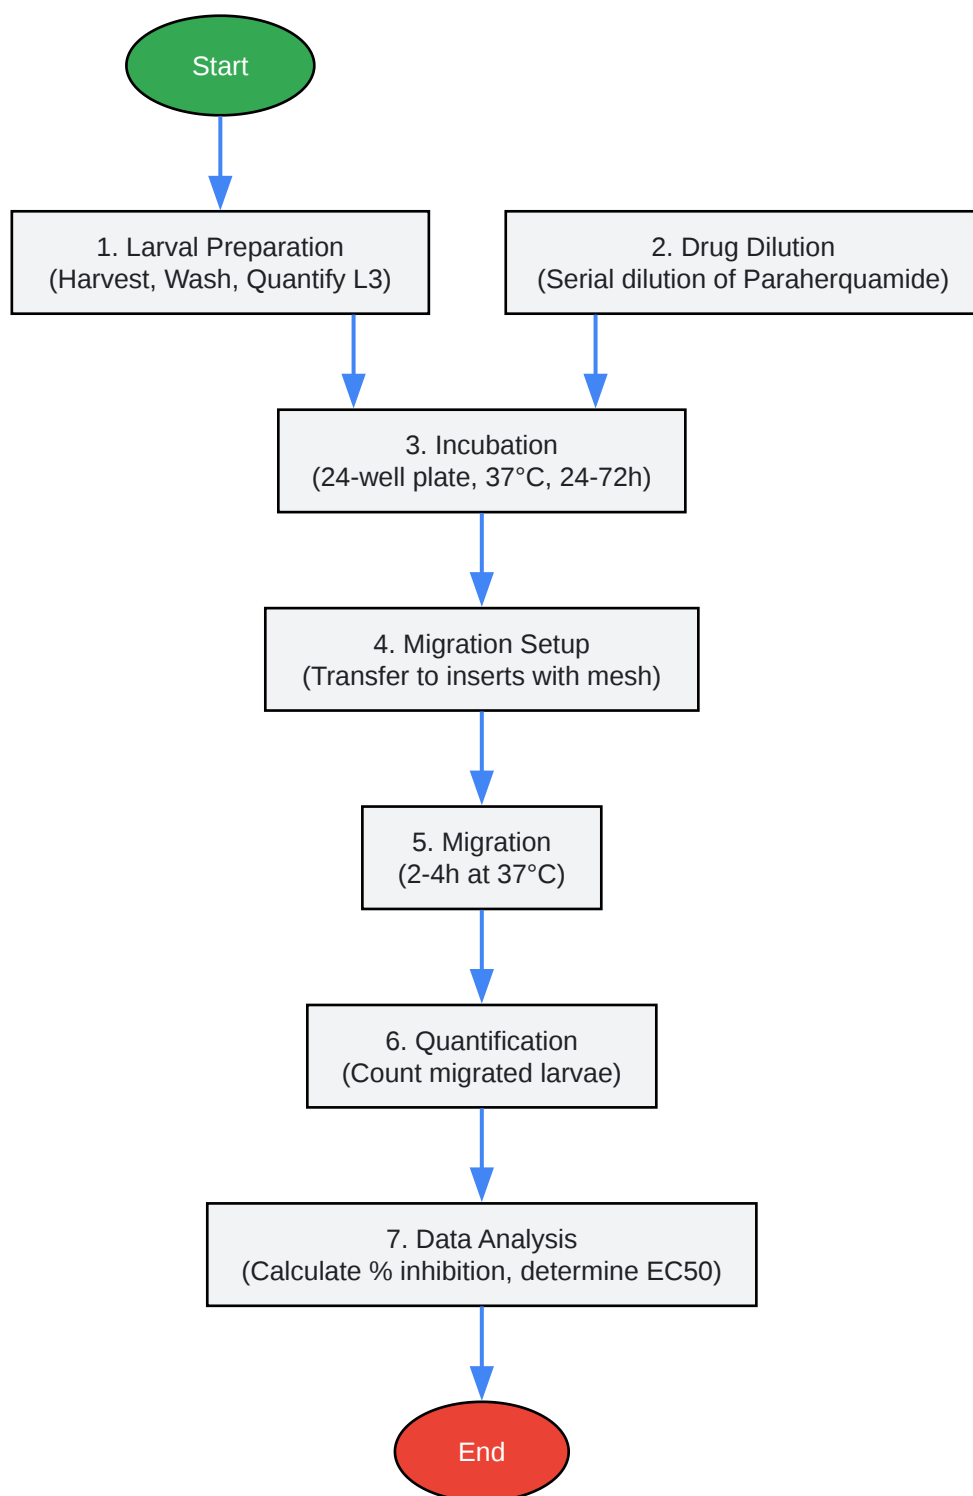 Start
1. Larval Preparation
(Harvest, Wash, Quantify L3)
2. Drug Dilution
(Serial dilution of Paraherquamide)
3. Incubation
(24-well plate, 37°C, 24-72h)
4. Migration Setup
(Transfer to inserts with mesh)
5. Migration
(2-4h at 37°C)
6. Quantification
(Count migrated larvae)
7. Data Analysis
(Calculate % inhibition, determine EC50)
End